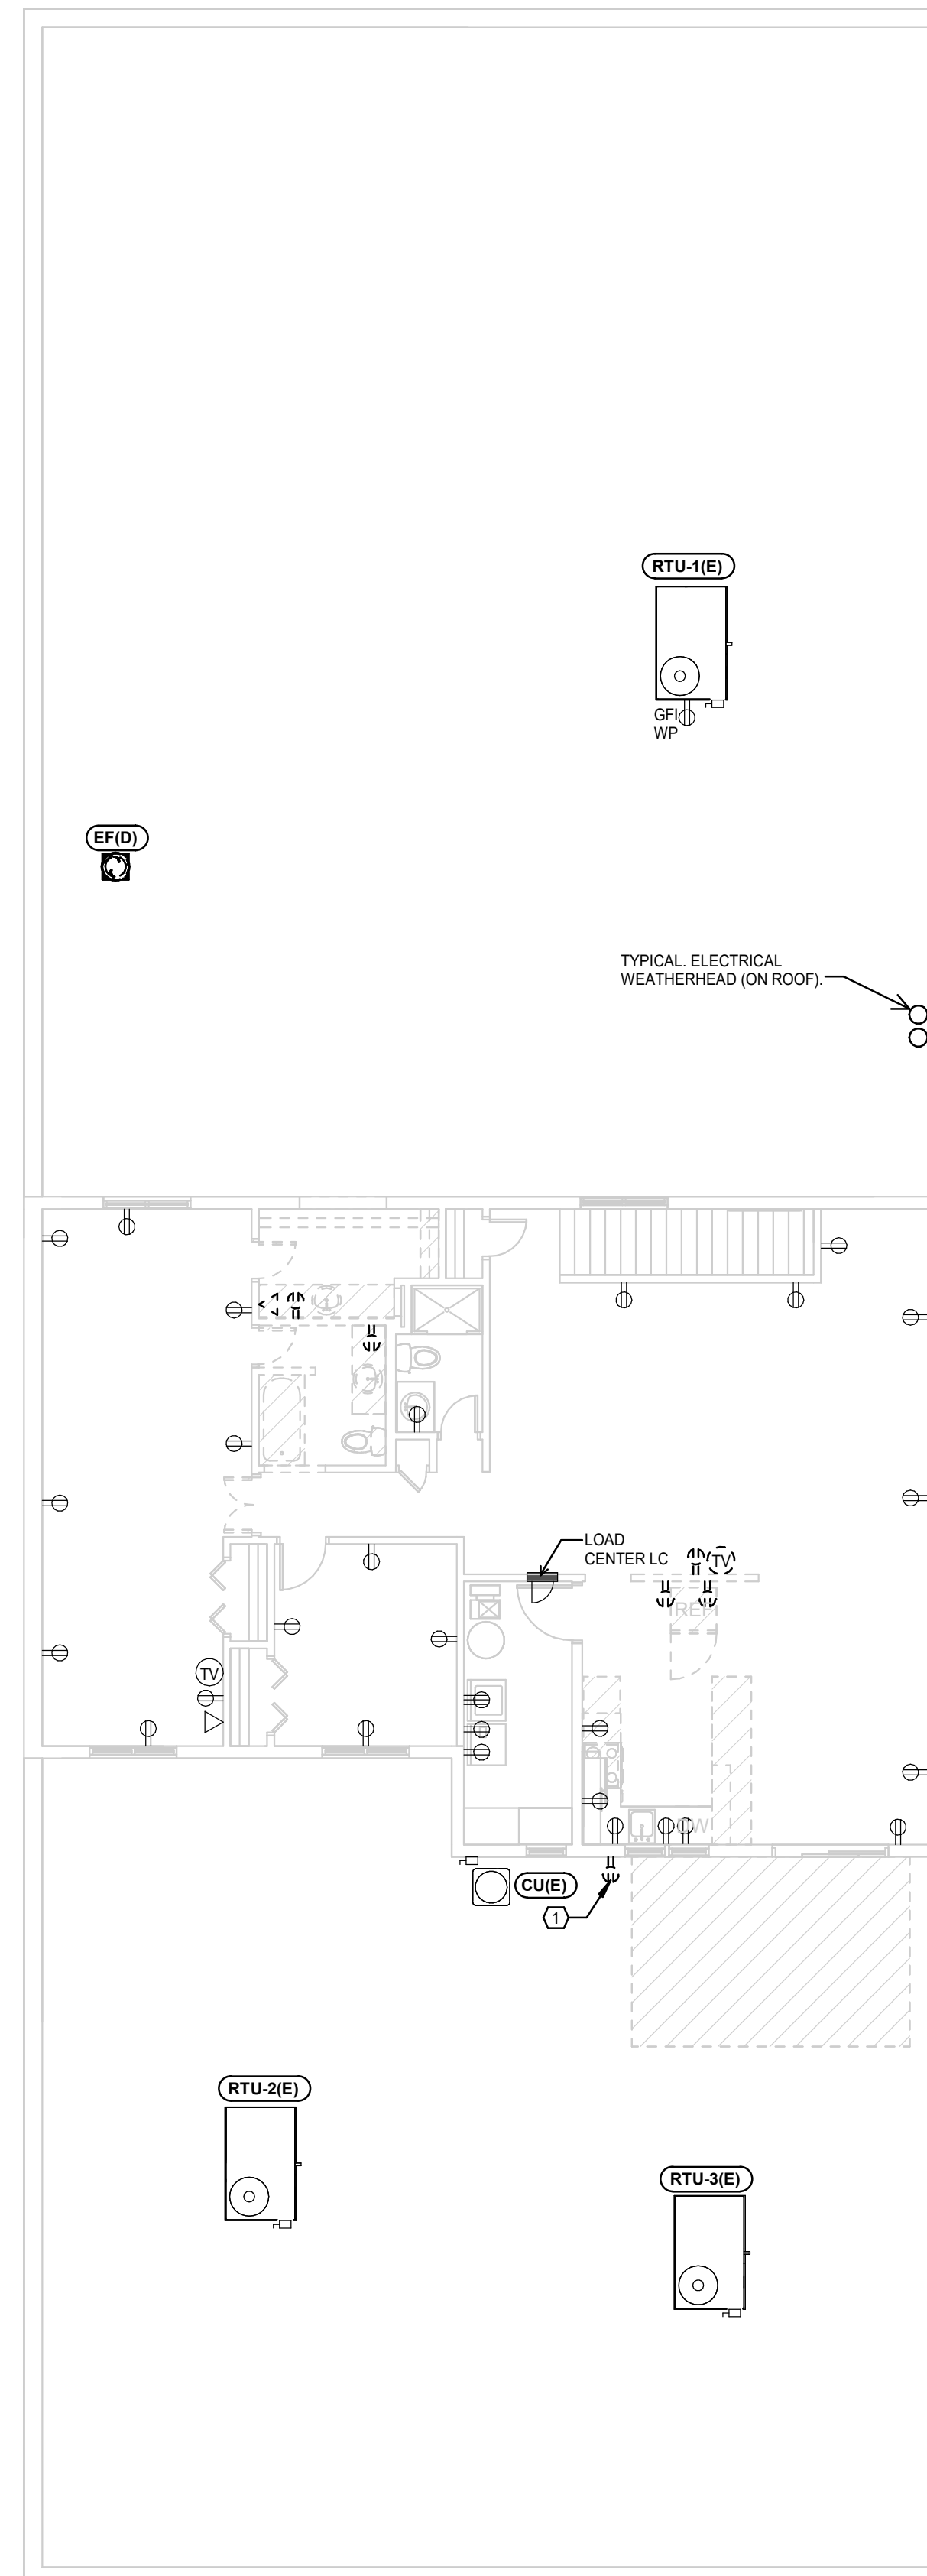 RTU-1(E)
GFI
WP
EF(D)
TYPICAL. ELECTRICAL
WEATHERHEAD (ON ROOF).
LOAD
CENTER LC
TV
REF
TV
CW
CU(E)
1
RTU-2(E)
RTU-3(E)